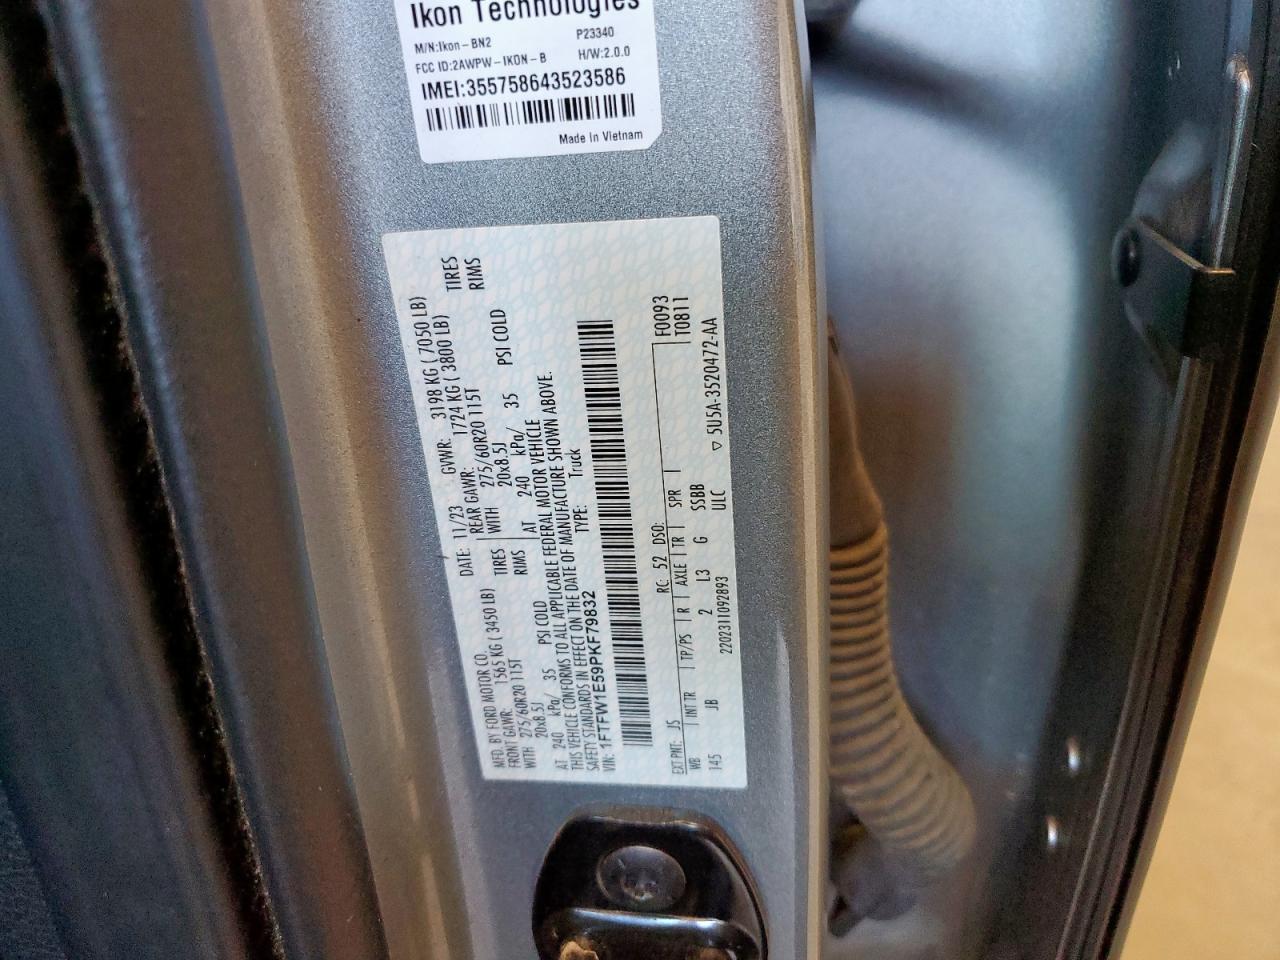 Ikon Technologies
M/N:Ikon-BN2 P23340
FCC ID:2AWPW-IKON-B H/W:2.0.0
IMEI:355758643523586
Made In Vietnam
MFD. BY FORD MOTOR CO. DATE: 11/23 GVWR: 3198 KG ( 7050 LB)
FRONT GAWR: 1565 KG ( 3450 LB) REAR GAWR: 1724 KG ( 3800 LB)
WITH 275/60R20 115T TIRES WITH 275/60R20 115T TIRES
20x8.5J RIMS 20x8.5J RIMS
AT 240 kPa/ 35 PSI COLD AT 240 kPa/ 35 PSI COLD
THIS VEHICLE CONFORMS TO ALL APPLICABLE FEDERAL MOTOR VEHICLE
SAFETY STANDARDS IN EFFECT ON THE DATE OF MANUFACTURE SHOWN ABOVE.
VIN: 1FTFW1E59PKF79832 TYPE: Truck
F0093
EXT PNT: JS RC: 52 DSO: T0811
WB INT TR TP/PS R AXLE TR SPR
145 JB 2 L3 G SSBB
2202311092893 ULC ▽ 5U5A-3520472-AA